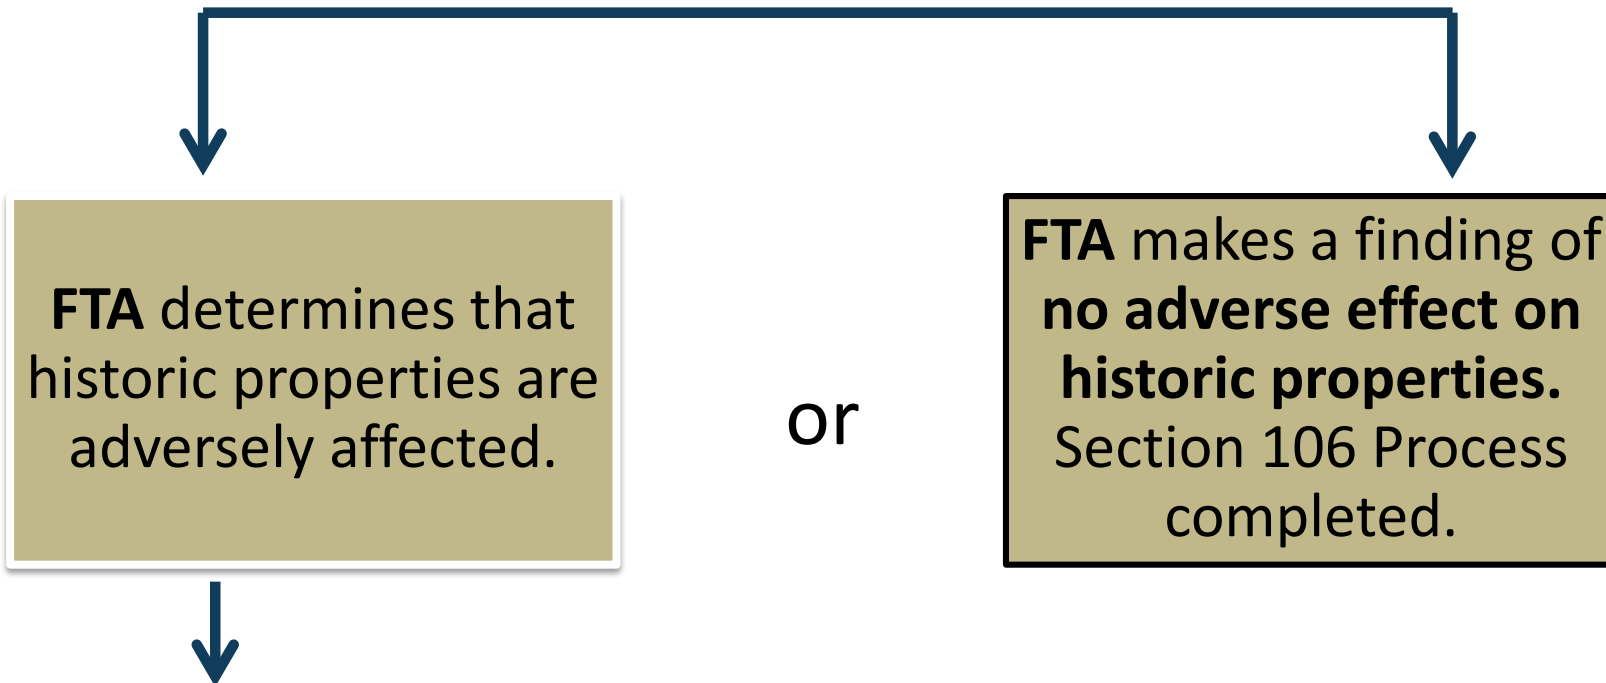 FTA determines that
historic properties are
adversely affected.
or
FTA makes a finding of
no adverse effect on
historic properties.
Section 106 Process
completed.